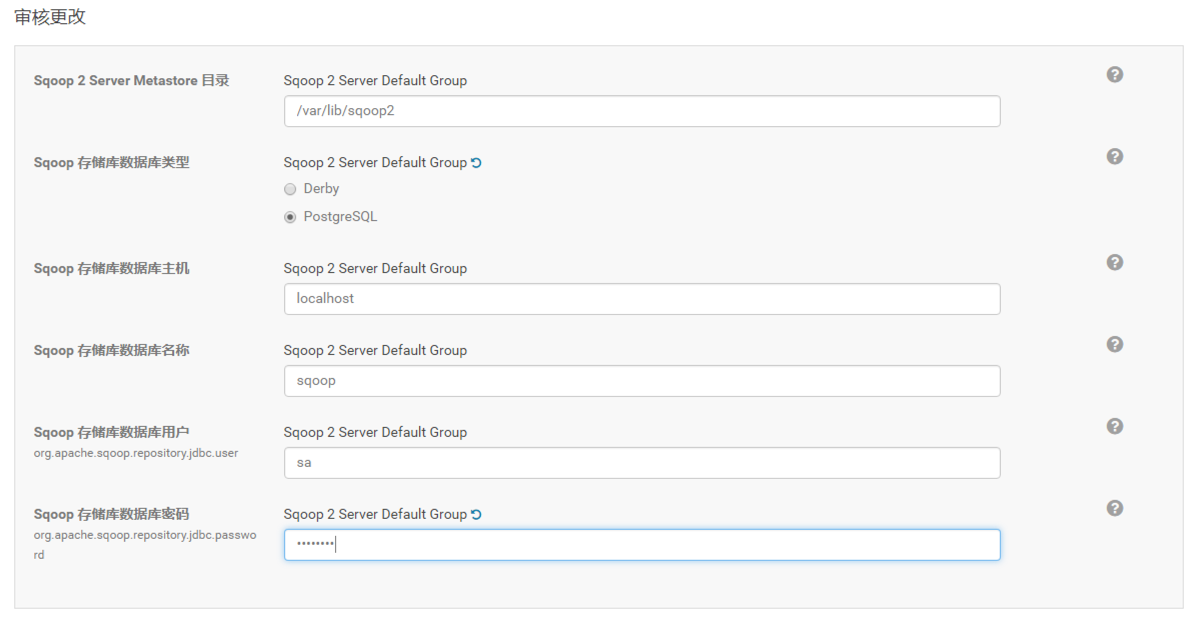 审核更改
Sqoop 2 Server Metastore 目录
Sqoop 2 Server Default Group
/var/lib/sqoop2
Sqoop 存储库数据库类型
Sqoop 2 Server Default Group
Derby
PostgreSQL
Sqoop 存储库数据库主机
Sqoop 2 Server Default Group
localhost
Sqoop 存储库数据库名称
Sqoop 2 Server Default Group
sqoop
Sqoop 存储库数据库用户
org.apache.sqoop.repository.jdbc.user
Sqoop 2 Server Default Group
sa
Sqoop 存储库数据库密码
org.apache.sqoop.repository.jdbc.passwo
rd
Sqoop 2 Server Default Group
••••••••